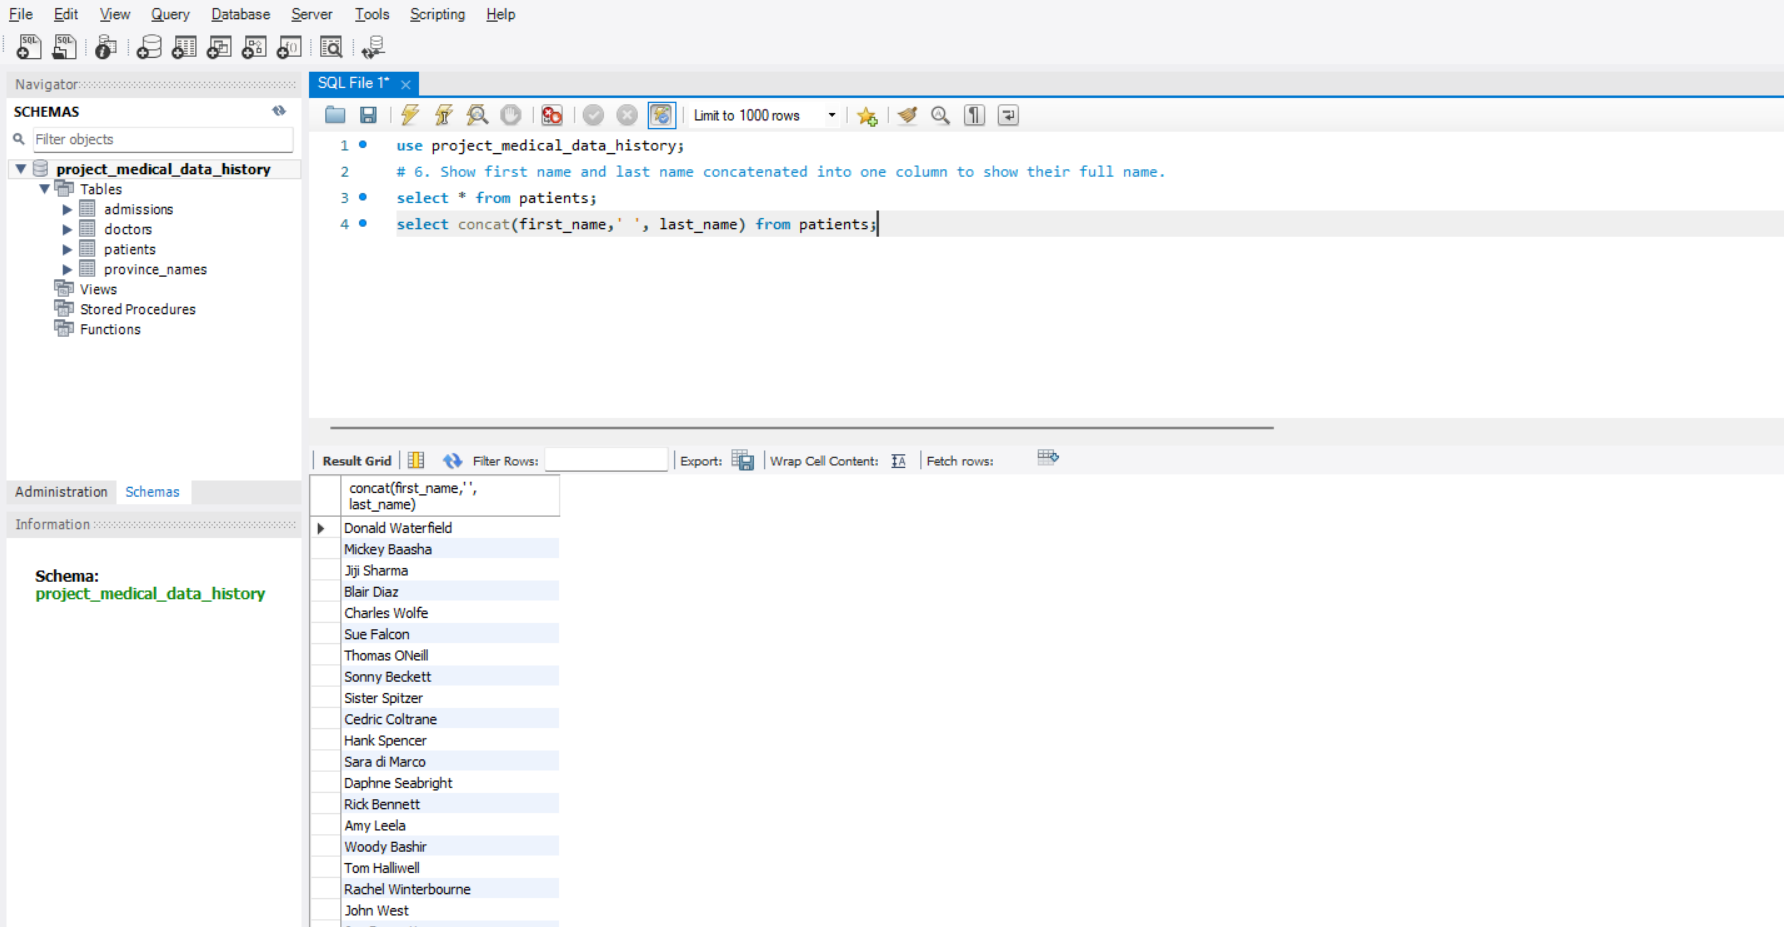 File Edit View Query Database Server Tools Scripting Help
Navigator
SCHEMAS
Filter objects
project_medical_data_history
Tables
admissions
doctors
patients
province_names
Views
Stored Procedures
Functions
Administration Schemas
Information
Schema:
project_medical_data_history
SQL File 1*
Limit to 1000 rows
1 use project_medical_data_history;
2 # 6. Show first name and last name concatenated into one column to show their full name.
3 select * from patients;
4 select concat(first_name,' ', last_name) from patients;
Result Grid Filter Rows: Export: Wrap Cell Content: Fetch rows:
concat(first_name,' ',
last_name)
Donald Waterfield
Mickey Baasha
Jiji Sharma
Blair Diaz
Charles Wolfe
Sue Falcon
Thomas ONeill
Sonny Beckett
Sister Spitzer
Cedric Coltrane
Hank Spencer
Sara di Marco
Daphne Seabright
Rick Bennett
Amy Leela
Woody Bashir
Tom Halliwell
Rachel Winterbourne
John West